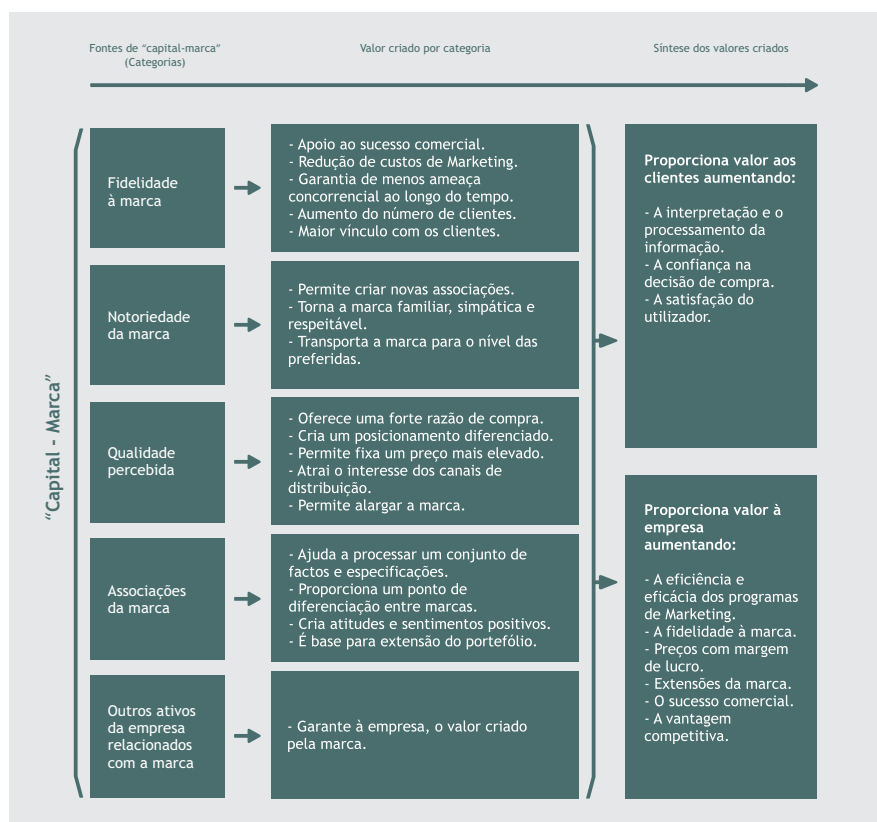 Fontes de “capital-marca”
(Categorias)
Valor criado por categoria
Síntese dos valores criados
“Capital - Marca”
Fidelidade
à marca
- Apoio ao sucesso comercial.
- Redução de custos de Marketing.
- Garantia de menos ameaça
concorrencial ao longo do tempo.
- Aumento do número de clientes.
- Maior vínculo com os clientes.
Notoriedade
da marca
- Permite criar novas associações.
- Torna a marca familiar, simpática e
respeitável.
- Transporta a marca para o nível das
preferidas.
Qualidade
percebida
- Oferece uma forte razão de compra.
- Cria um posicionamento diferenciado.
- Permite fixa um preço mais elevado.
- Atrai o interesse dos canais de
distribuição.
- Permite alargar a marca.
Associações
da marca
- Ajuda a processar um conjunto de
factos e especificações.
- Proporciona um ponto de
diferenciação entre marcas.
- Cria atitudes e sentimentos positivos.
- É base para extensão do portefólio.
Outros ativos
da empresa
relacionados
com a marca
- Garante à empresa, o valor criado
pela marca.
Proporciona valor aos
clientes aumentando:
- A interpretação e o
processamento da
informação.
- A confiança na
decisão de compra.
- A satisfação do
utilizador.
Proporciona valor à
empresa
aumentando:
- A eficiência e
eficácia dos programas
de Marketing.
- A fidelidade à marca.
- Preços com margem
de lucro.
- Extensões da marca.
- O sucesso comercial.
- A vantagem
competitiva.